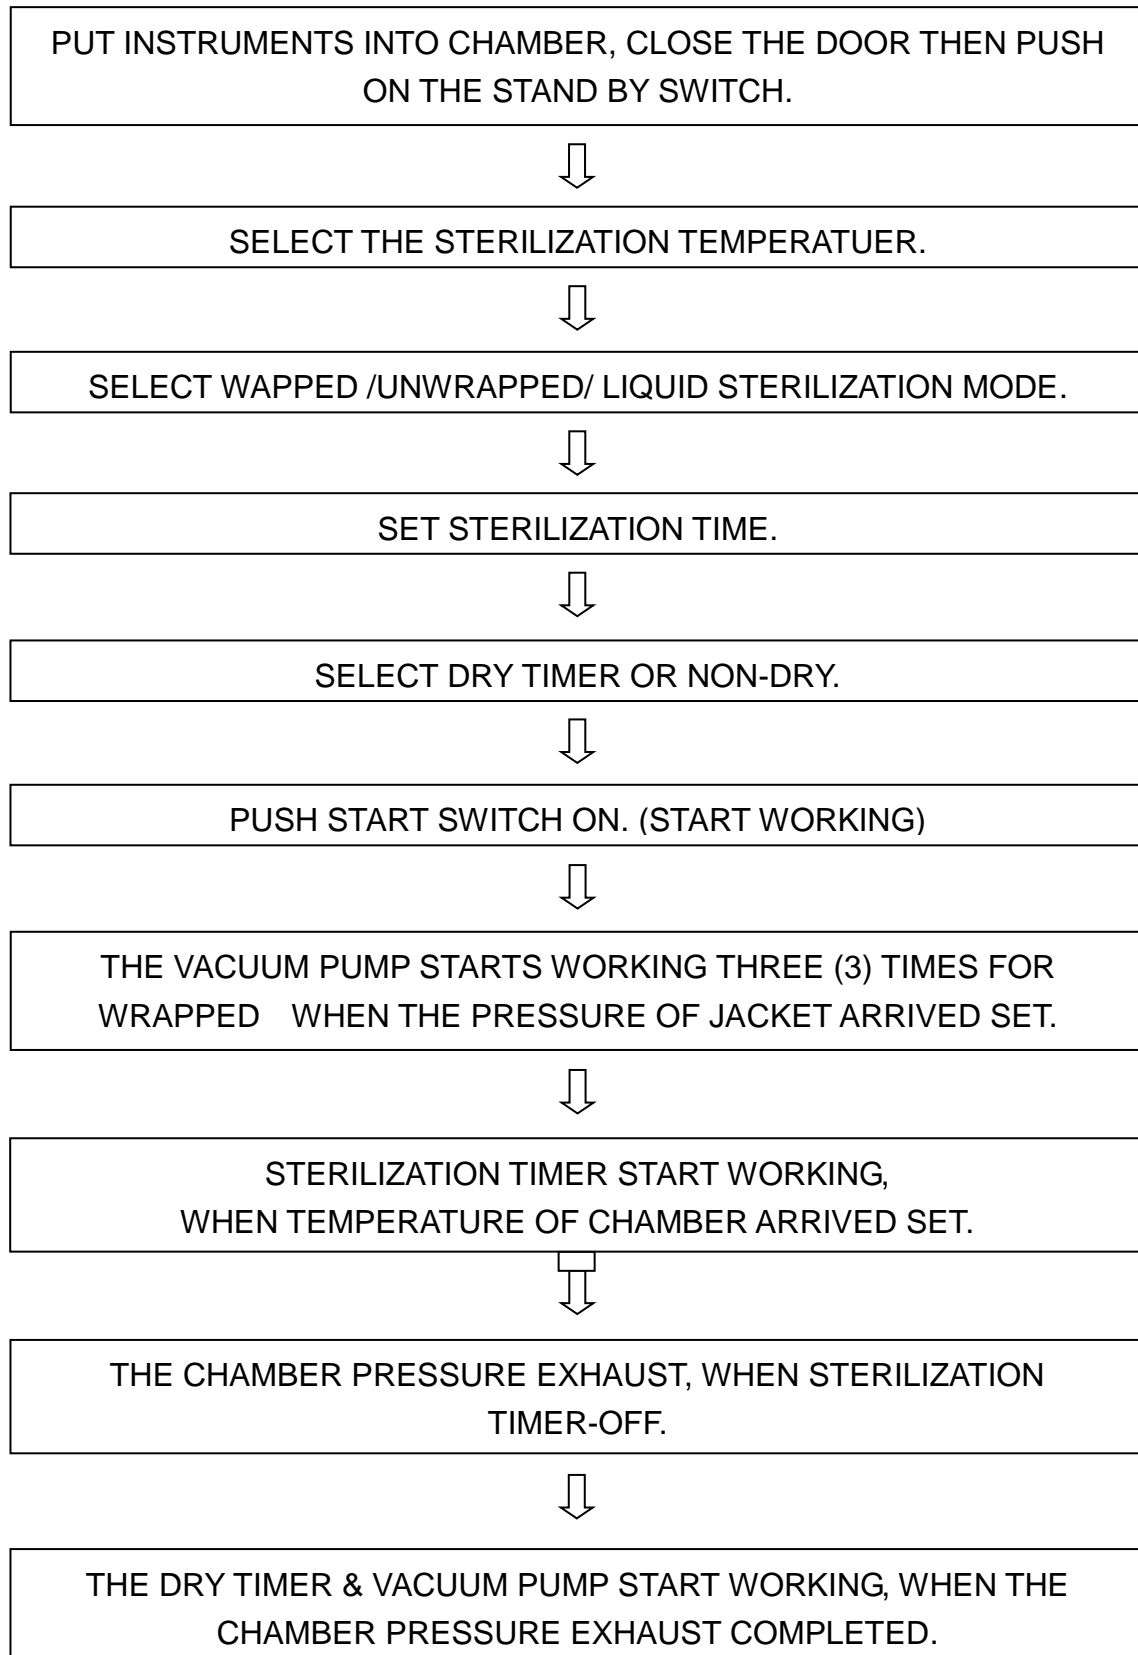 PUT INSTRUMENTS INTO CHAMBER, CLOSE THE DOOR THEN PUSH
ON THE STAND BY SWITCH.
SELECT THE STERILIZATION TEMPERATUER.
SELECT WAPPED /UNWRAPPED/ LIQUID STERILIZATION MODE.
SET STERILIZATION TIME.
SELECT DRY TIMER OR NON-DRY.
PUSH START SWITCH ON. (START WORKING)
THE VACUUM PUMP STARTS WORKING THREE (3) TIMES FOR
WRAPPED WHEN THE PRESSURE OF JACKET ARRIVED SET.
STERILIZATION TIMER START WORKING,
WHEN TEMPERATURE OF CHAMBER ARRIVED SET.
THE CHAMBER PRESSURE EXHAUST, WHEN STERILIZATION
TIMER-OFF.
THE DRY TIMER & VACUUM PUMP START WORKING, WHEN THE
CHAMBER PRESSURE EXHAUST COMPLETED.